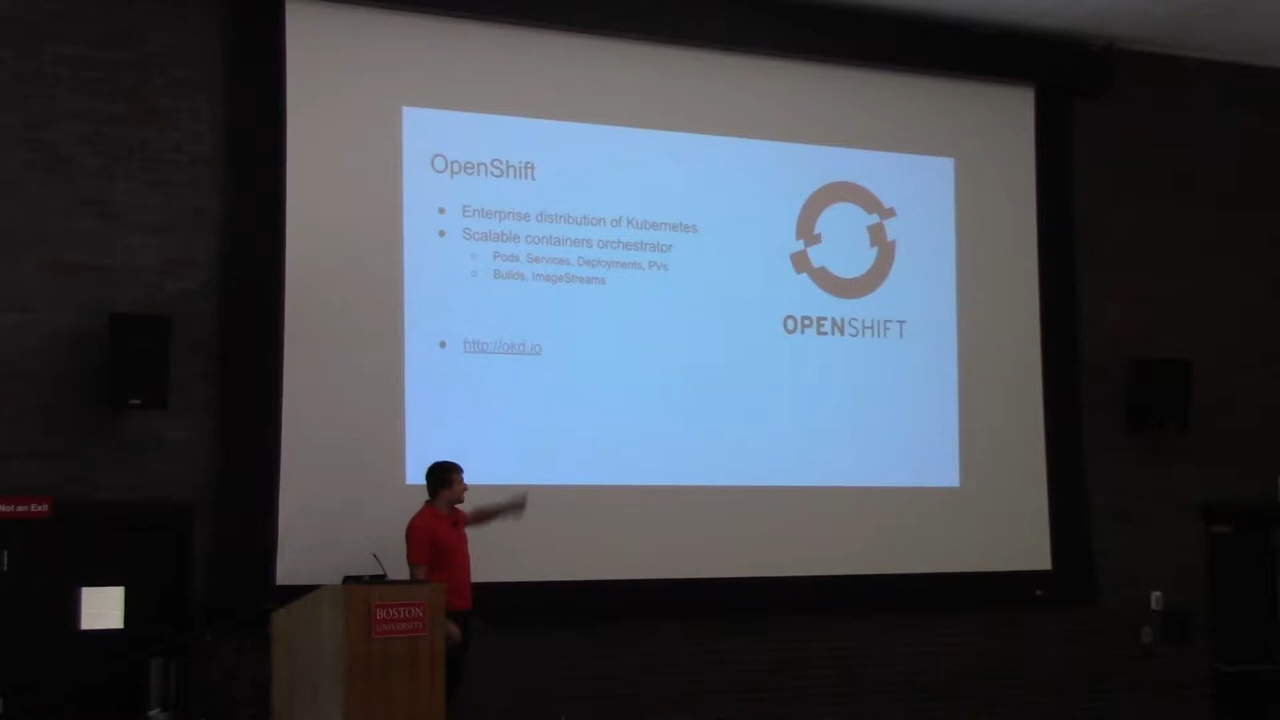 OpenShift
● Enterprise distribution of Kubernetes
● Scalable containers orchestrator
○ Pods, Services, Deployments, PVs
○ Builds, ImageStreams
● http://okd.io
OPENSHIFT
Not an Exit
BOSTON
UNIVERSITY